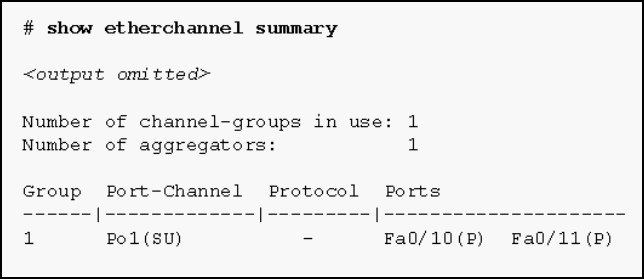 # show etherchannel summary
<output omitted>
Number of channel-groups in use: 1
Number of aggregators:           1
Group  Port-Channel  Protocol  Ports
------|-------------|---------|---------------------
1      Po1(SU)          -      Fa0/10(P)  Fa0/11(P)